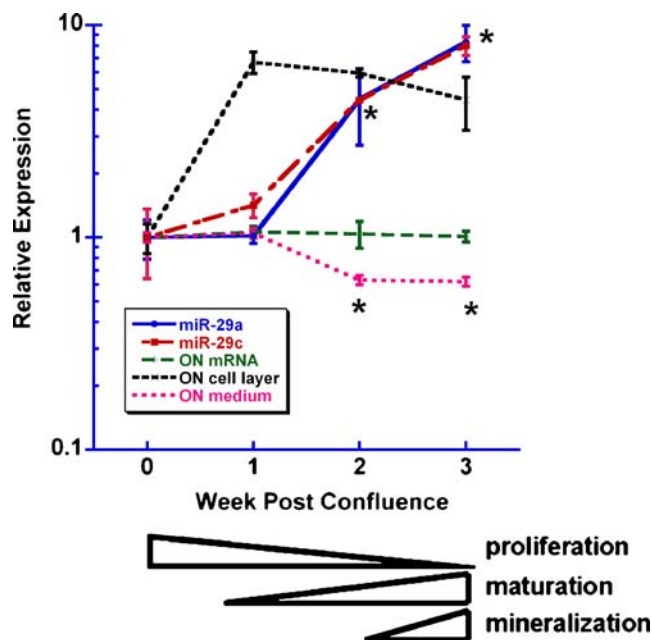 10
*
*
1
Relative Expression
*
*
miR-29a
miR-29c
ON mRNA
ON cell layer
ON medium
0.1
0 1 2 3
Week Post Confluence
proliferation
maturation
mineralization